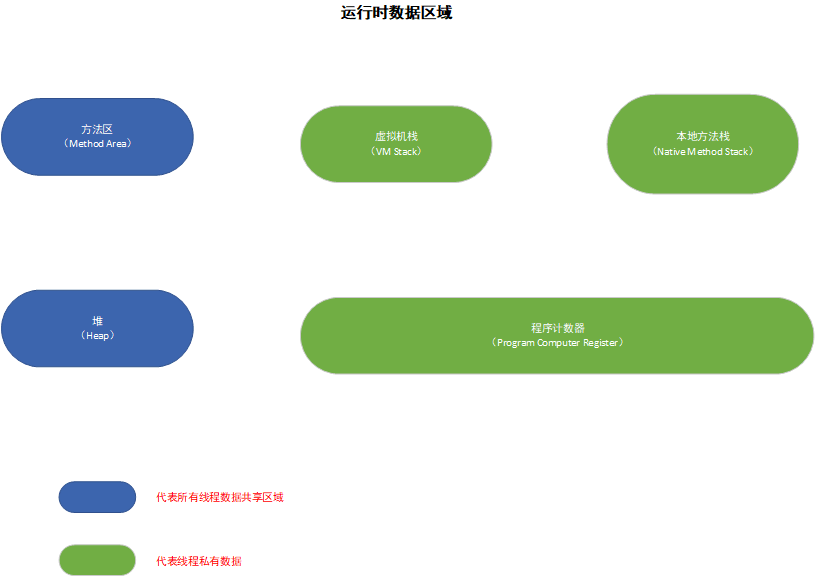 运行时数据区域
方法区
（Method Area）
虚拟机栈
（VM Stack）
本地方法栈
（Native Method Stack）
堆
（Heap）
程序计数器
（Program Computer Register）
代表所有线程数据共享区域
代表线程私有数据